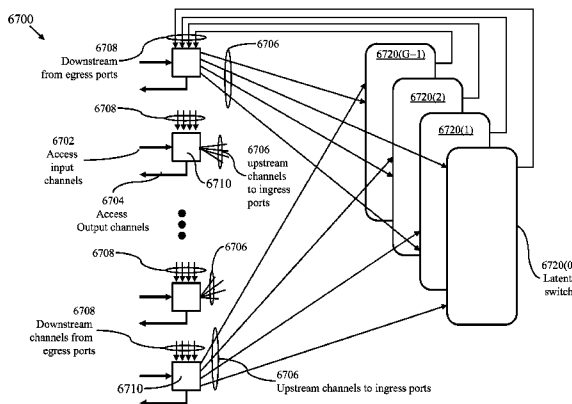 6700
6708
Downstream
from egress ports
6706
6720(G−1)
6720(2)
6720(1)
6708
6702
Access
input
channels
6710
6706
upstream
channels
to ingress
ports
6704
Access
Output channels
6708
6706
6720(0
Latent
switch
6708
Downstream
channels from
egress ports
6710
6706
Upstream channels to ingress ports